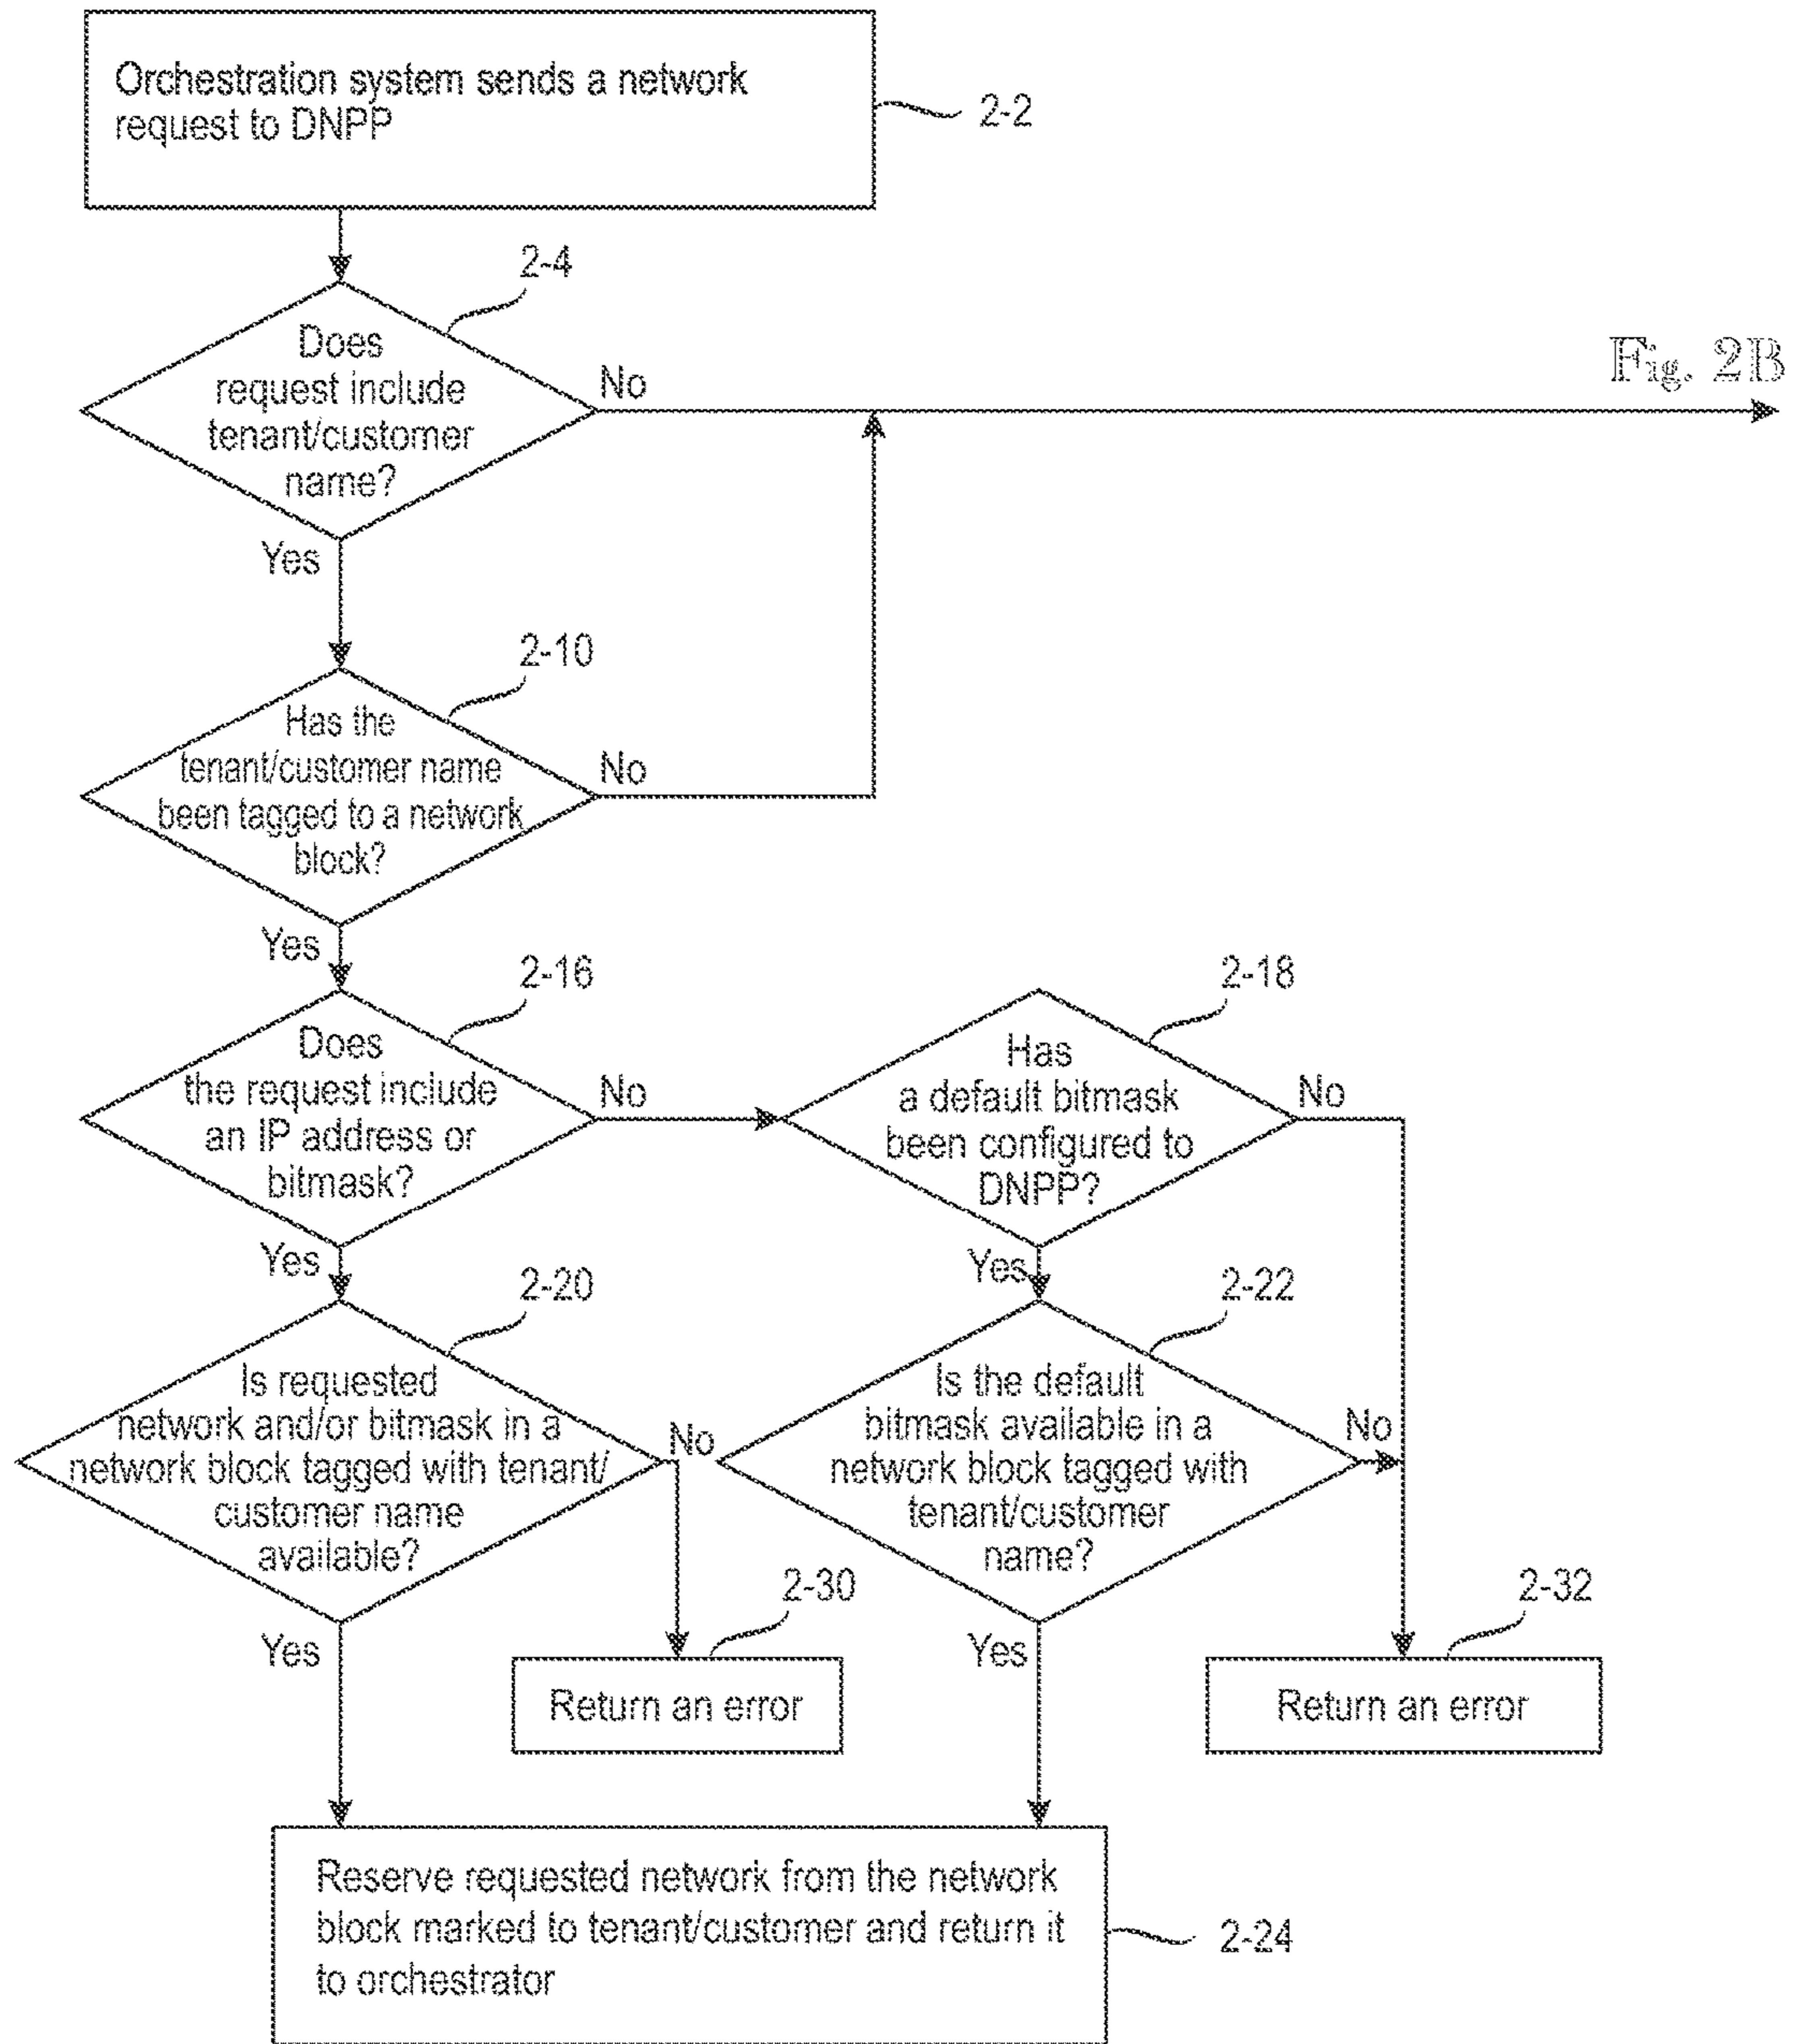 Orchestration system sends a network
request to DNPP
2-2
2-4
Does
request include
tenant/customer
name?
No
Fig. 2B
Yes
2-10
Has the
tenant/customer name
been tagged to a network
block?
No
Yes
2-16
Does
the request include
an IP address or
bitmask?
No
2-18
Has
a default bitmask
been configured to
DNPP?
No
Yes
Yes
2-20
Is requested
network and/or bitmask in a
network block tagged with tenant/
customer name
available?
No
2-22
Is the default
bitmask available in a
network block tagged with
tenant/customer
name?
No
Yes
2-30
Return an error
Yes
2-32
Return an error
Reserve requested network from the network
block marked to tenant/customer and return it
to orchestrator
2-24